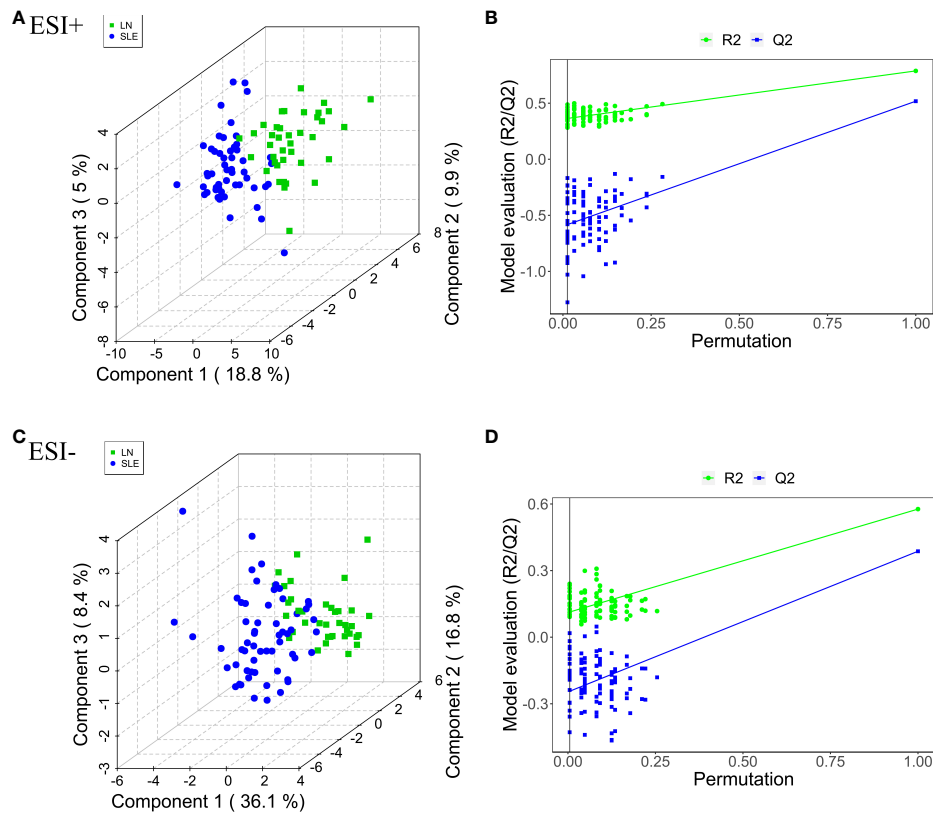 A
ESI+
LN
SLE
4
2
0
-2
-4
-6
-8
Component 3 ( 5 %)
-10 -5 0 5 10
Component 1 ( 18.8 %)
-6 -4 -2 0 2 4 6 8
Component 2 ( 9.9 %)
B
R2 Q2
0.5
0.0
-0.5
-1.0
Model evaluation (R2/Q2)
0.00 0.25 0.50 0.75 1.00
Permutation
C
ESI-
LN
SLE
4
3
2
1
0
-1
-2
-3
Component 3 ( 8.4 %)
-6 -4 -2 0 2 4
Component 1 ( 36.1 %)
-6 -4 -2 0 2 4 6
Component 2 ( 16.8 %)
D
R2 Q2
0.6
0.3
0.0
-0.3
Model evaluation (R2/Q2)
0.00 0.25 0.50 0.75 1.00
Permutation